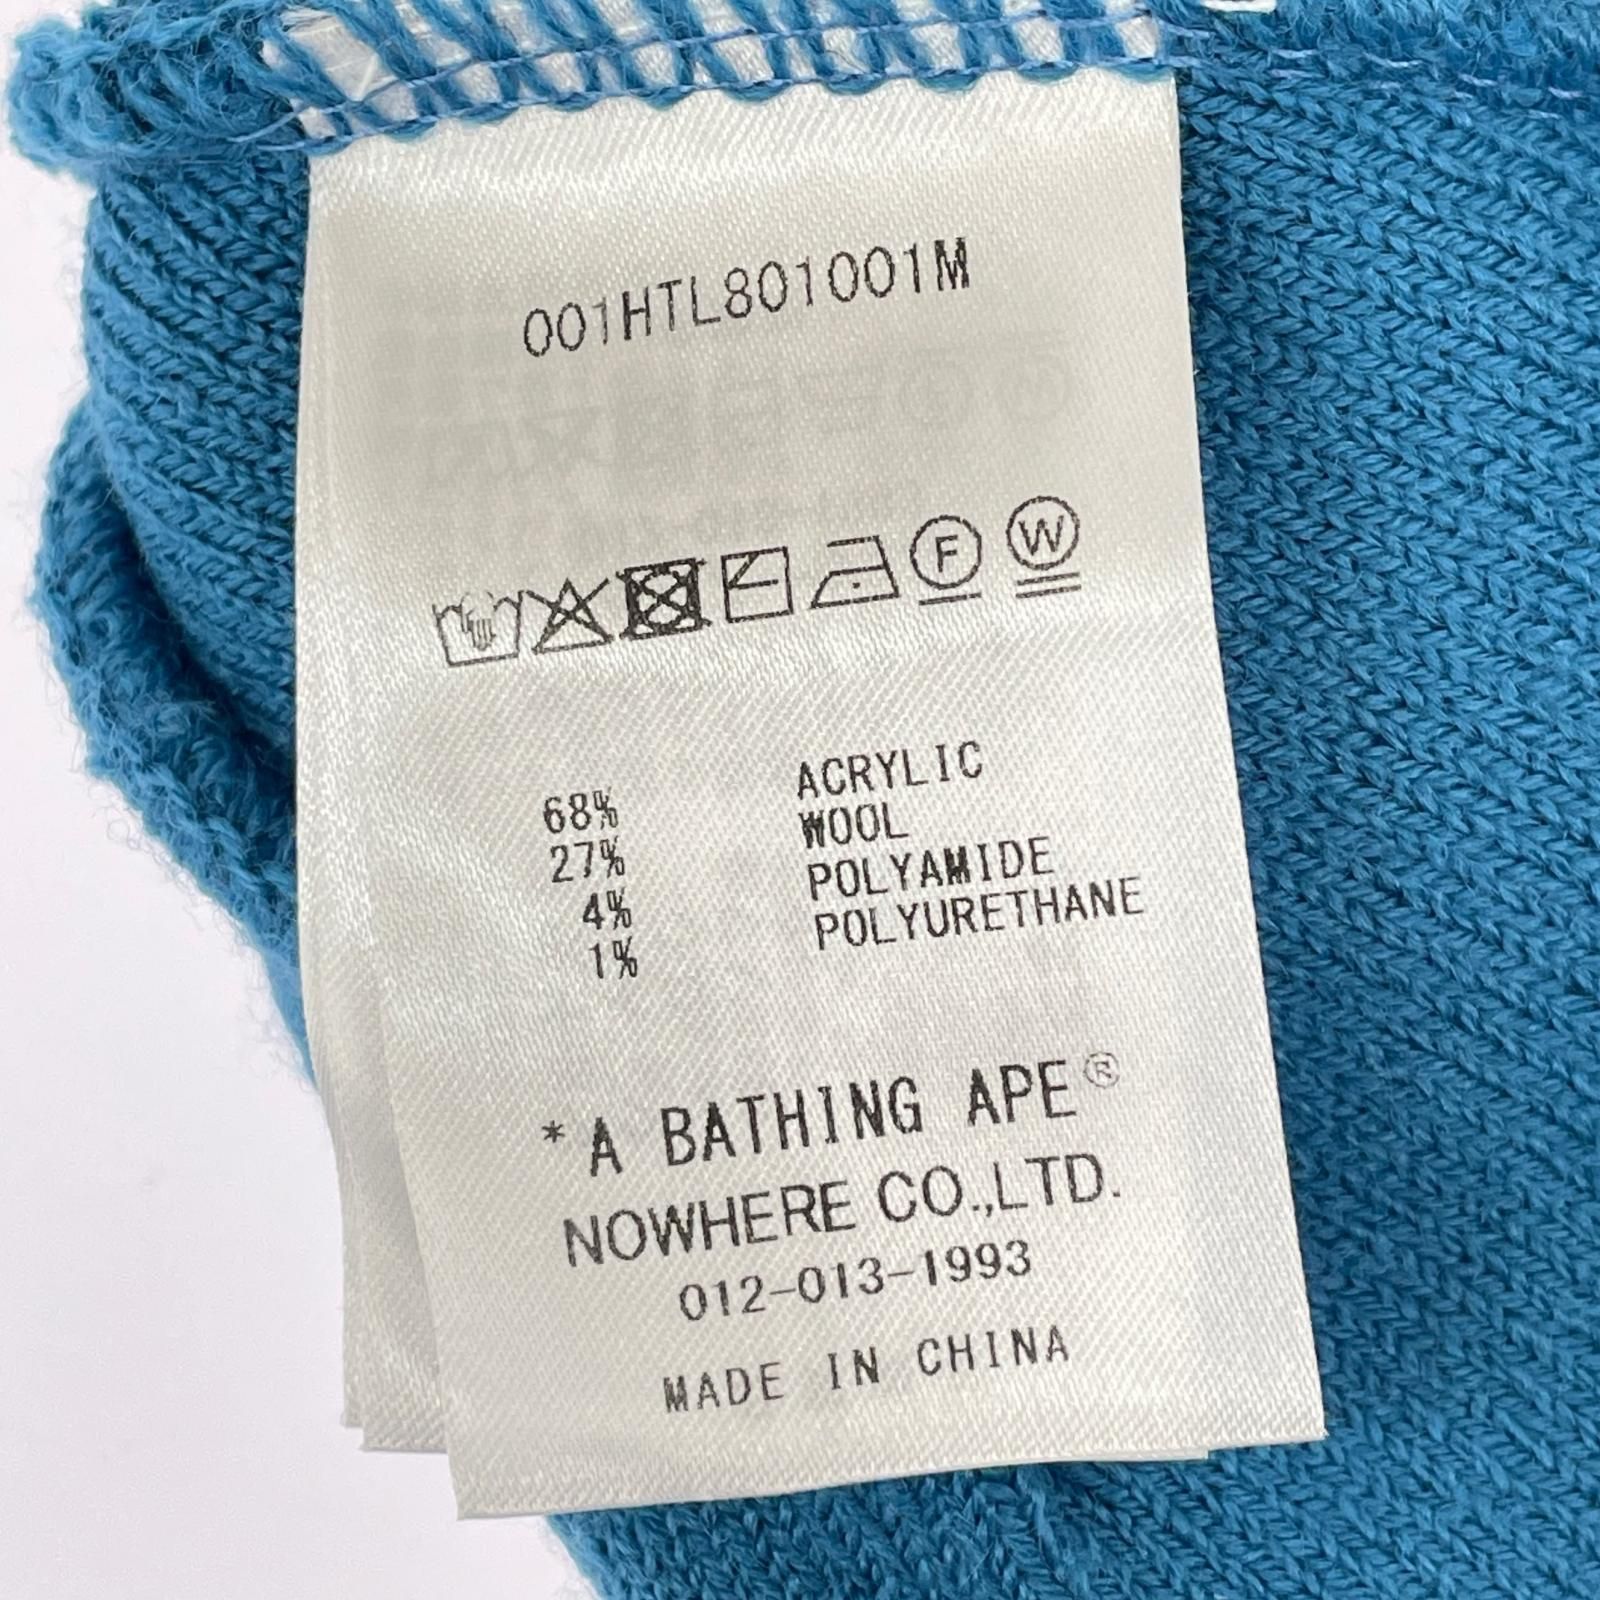 001HTL801001M
F W
68% ACRYLIC
27% WOOL
4% POLYAMIDE
1% POLYURETHANE
*A BATHING APE®
NOWHERE CO.,LTD.
012-013-1993
MADE IN CHINA